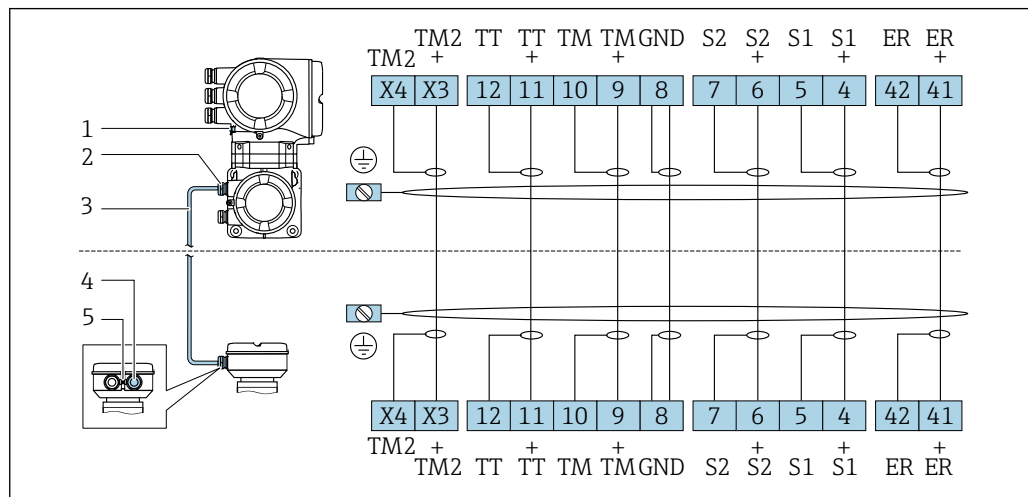 TM2 TT TT TM TM GND S2 S2 S1 S1 ER ER
TM2 + + + + + +
X4 X3 12 11 10 9 8 7 6 5 4 42 41
1
2
3
4
5
X4 X3 12 11 10 9 8 7 6 5 4 42 41
TM2 + + + + + +
TM2 TT TT TM TM GND S2 S2 S1 S1 ER ER